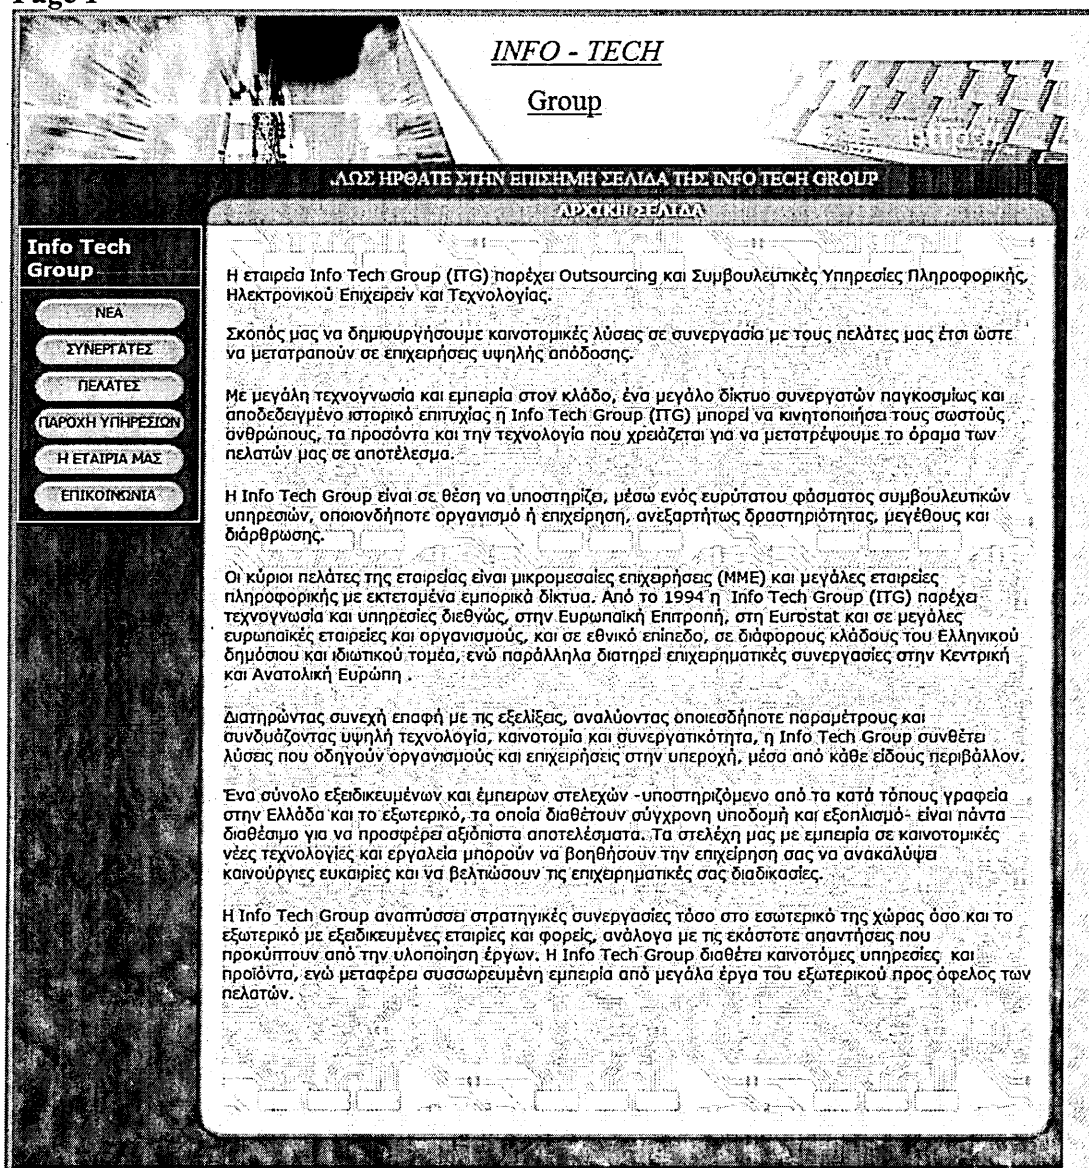 Page 1
INFO - TECH
Group
ΛΩΣ ΗΡΘΑΤΕ ΣΤΗΝ ΕΠΙΣΗΜΗ ΣΕΛΙΔΑ ΤΗΣ INFO TECH GROUP
ΑΡΧΙΚΗ ΣΕΛΙΔΑ
Info Tech
Group
ΝΕΑ
ΣΥΝΕΡΓΑΤΕΣ
ΠΕΛΑΤΕΣ
ΠΑΡΟΧΗ ΥΠΗΡΕΣΙΩΝ
Η ΕΤΑΙΡΙΑ ΜΑΣ
ΕΠΙΚΟΙΝΩΝΙΑ
Η εταιρεία Info Tech Group (ITG) παρέχει Outsourcing και Συμβουλευτικές Υπηρεσίες Πληροφορικής,
Ηλεκτρονικού Επιχειρείν και Τεχνολογίας.
Σκοπός μας να δημιουργήσουμε καινοτομικές λύσεις σε συνεργασία με τους πελάτες μας έτσι ώστε
να μετατραπούν σε επιχειρήσεις υψηλής απόδοσης.
Με μεγάλη τεχνογνωσία και εμπειρία στον κλάδο, ένα μεγάλο δίκτυο συνεργατών παγκοσμίως και
αποδεδειγμένο ιστορικό επιτυχίας η Info Tech Group (ITG) μπορεί να κινητοποιήσει τους σωστούς
ανθρώπους, τα προσόντα και την τεχνολογία που χρειάζεται για να μετατρέψουμε το όραμα των
πελατών μας σε αποτέλεσμα.
Η Info Tech Group είναι σε θέση να υποστηρίζει, μέσω ενός ευρύτατου φάσματος συμβουλευτικών
υπηρεσιών, οποιονδήποτε οργανισμό ή επιχείρηση, ανεξαρτήτως δραστηριότητας, μεγέθους και
διάρθρωσης.
Οι κύριοι πελάτες της εταιρείας είναι μικρομεσαίες επιχειρήσεις (ΜΜΕ) και μεγάλες εταιρείες
πληροφορικής με εκτεταμένα εμπορικά δίκτυα. Από το 1994 η Info Tech Group (ITG) παρέχει
τεχνογνωσία και υπηρεσίες διεθνώς, στην Ευρωπαϊκή Επιτροπή, στη Eurostat και σε μεγάλες
ευρωπαϊκές εταιρείες και οργανισμούς, και σε εθνικό επίπεδο, σε διάφορους κλάδους του Ελληνικού
δημόσιου και ιδιωτικού τομέα, ενώ παράλληλα διατηρεί επιχειρηματικές συνεργασίες στην Κεντρική
και Ανατολική Ευρώπη .
Διατηρώντας συνεχή επαφή με τις εξελίξεις, αναλύοντας οποιεσδήποτε παραμέτρους και
συνδυάζοντας υψηλή τεχνολογία, καινοτομία και συνεργατικότητα, η Info Tech Group συνθέτει
λύσεις που οδηγούν οργανισμούς και επιχειρήσεις στην υπεροχή, μέσα από κάθε είδους περιβάλλον.
Ένα σύνολο εξειδικευμένων και έμπειρων στελεχών -υποστηριζόμενο από τα κατά τόπους γραφεία
στην Ελλάδα και το εξωτερικό, τα οποία διαθέτουν σύγχρονη υποδομή και εξοπλισμό- είναι πάντα
διαθέσιμο για να προσφέρει αξιόπιστα αποτελέσματα. Τα στελέχη μας με εμπειρία σε καινοτομικές
νέες τεχνολογίες και εργαλεία μπορούν να βοηθήσουν την επιχείρηση σας να ανακαλύψει
καινούργιες ευκαιρίες και να βελτιώσουν τις επιχειρηματικές σας διαδικασίες.
Η Info Tech Group αναπτύσσει στρατηγικές συνεργασίες τόσο στο εσωτερικό της χώρας όσο και το
εξωτερικό με εξειδικευμένες εταιρίες και φορείς, ανάλογα με τις εκάστοτε απαντήσεις που
προκύπτουν από την υλοποίηση έργων. Η Info Tech Group διαθέτει καινοτόμες υπηρεσίες και
προϊόντα, ενώ μεταφέρει συσσωρευμένη εμπειρία από μεγάλα έργα του εξωτερικού προς όφελος των
πελατών.